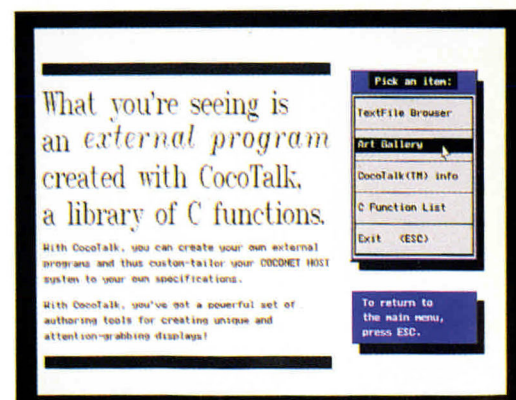 What you're seeing is
an external program
created with CocoTalk,
a library of C functions.
With CocoTalk, you can create your own external
programs and thus custom-tailor your COCONET HOST
system to your own specifications.
With CocoTalk, you've got a powerful set of
authoring tools for creating unique and
attention-grabbing displays!
Pick an item:
TextFile Browser
Art Gallery
CocoTalk(TM) info
C Function List
Exit (ESC)
To return to
the main menu,
press ESC.